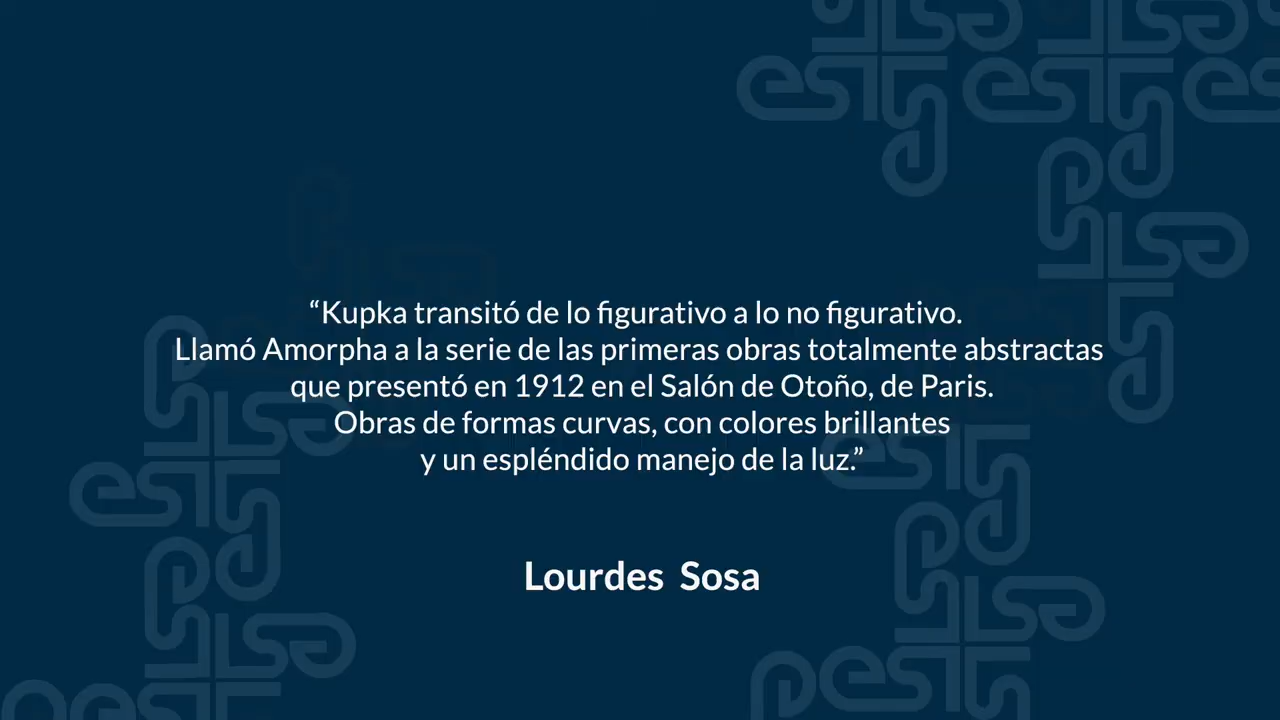 “Kupka transitó de lo figurativo a lo no figurativo.
Llamó Amorpha a la serie de las primeras obras totalmente abstractas
que presentó en 1912 en el Salón de Otoño, de Paris.
Obras de formas curvas, con colores brillantes
y un espléndido manejo de la luz.”
Lourdes Sosa